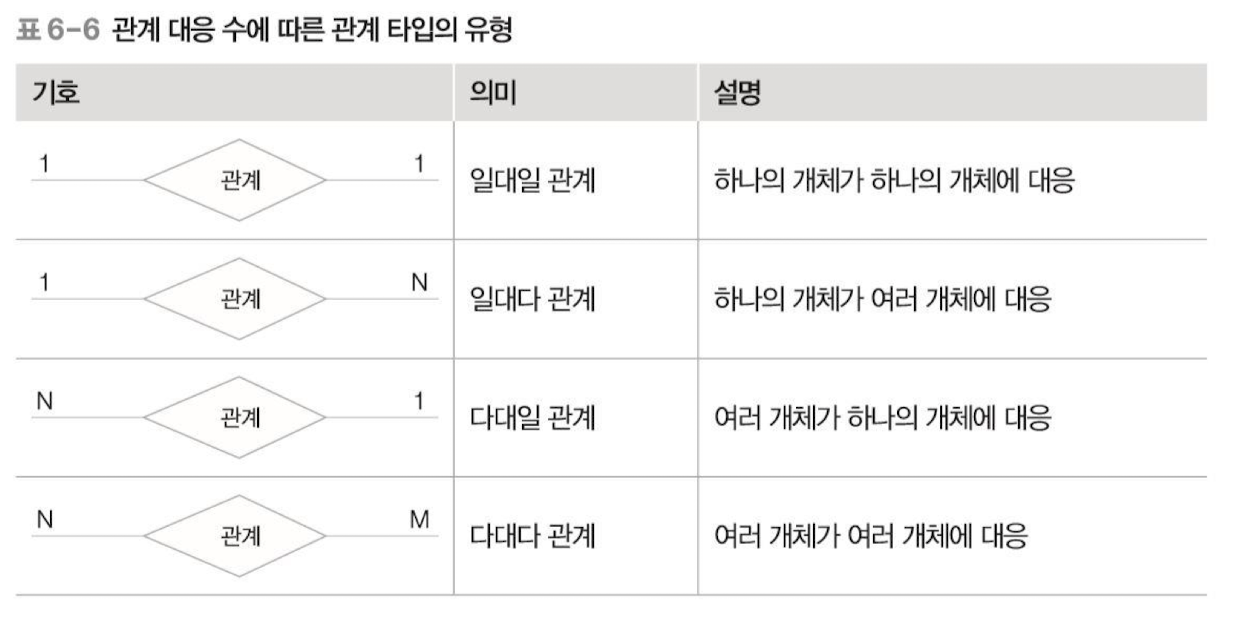 표 6-6 관계 대응 수에 따른 관계 타입의 유형
기호 의미 설명
1 관계 1 일대일 관계 하나의 개체가 하나의 개체에 대응
1 관계 N 일대다 관계 하나의 개체가 여러 개체에 대응
N 관계 1 다대일 관계 여러 개체가 하나의 개체에 대응
N 관계 M 다대다 관계 여러 개체가 여러 개체에 대응